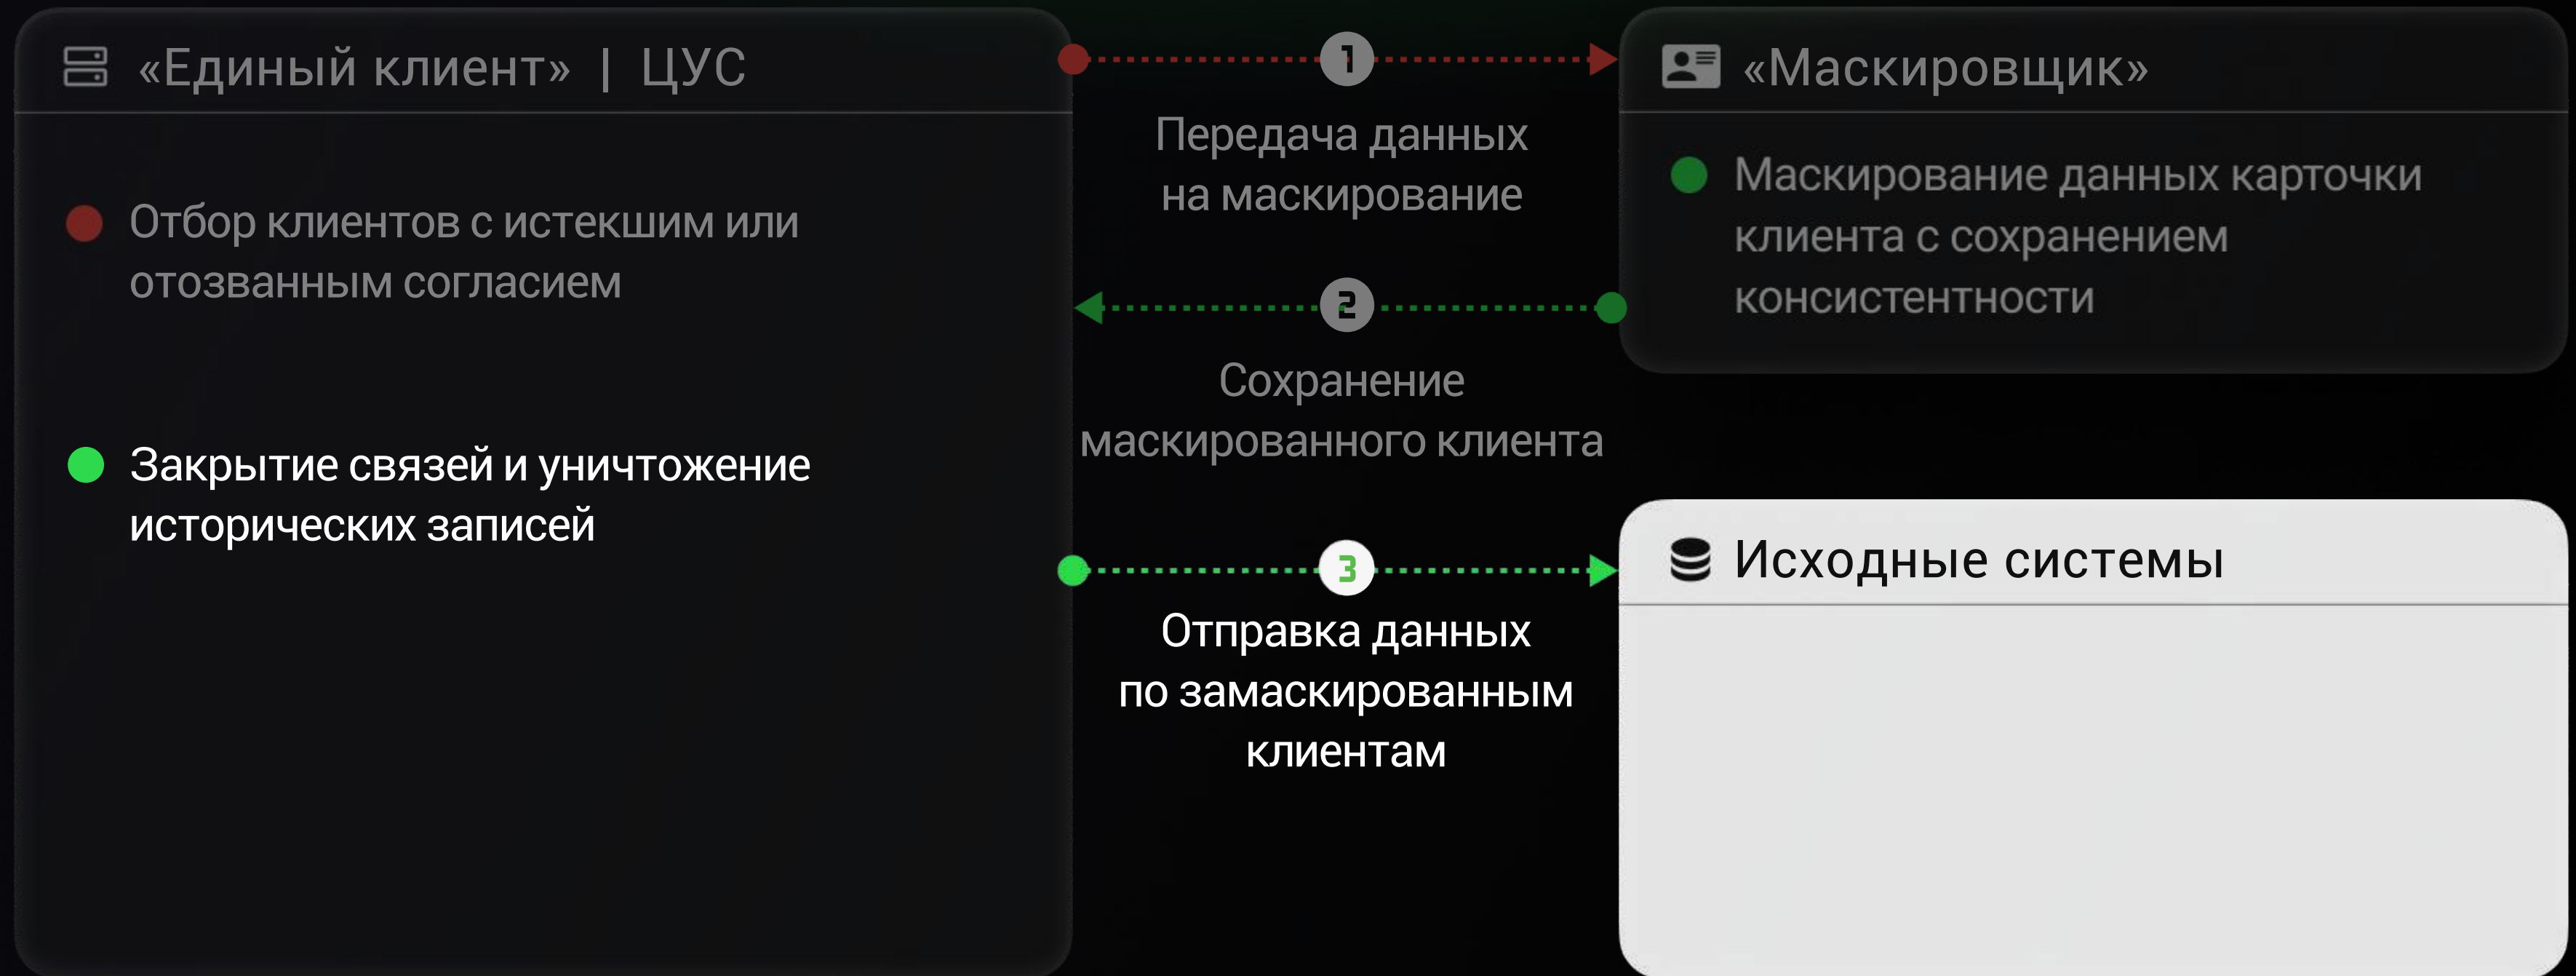 «Единый клиент» | ЦУС
Отбор клиентов с истекшим или
отозванным согласием
Закрытие связей и уничтожение
исторических записей
1
Передача данных
на маскирование
2
Сохранение
маскированного клиента
3
Отправка данных
по замаскированным
клиентам
«Маскировщик»
Маскирование данных карточки
клиента с сохранением
консистентности
Исходные системы